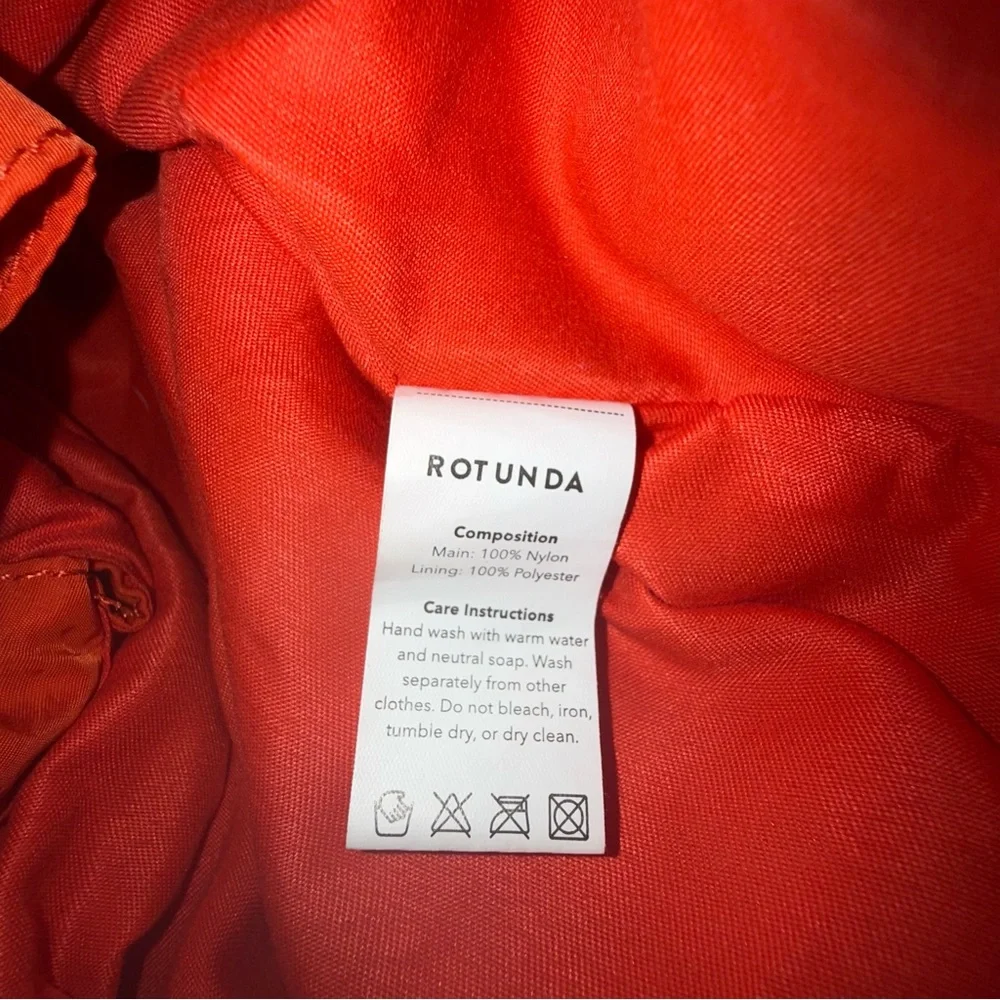 ROTUNDA
Composition
Main: 100% Nylon
Lining: 100% Polyester
Care Instructions
Hand wash with warm water
and neutral soap. Wash
separately from other
clothes. Do not bleach, iron,
tumble dry, or dry clean.